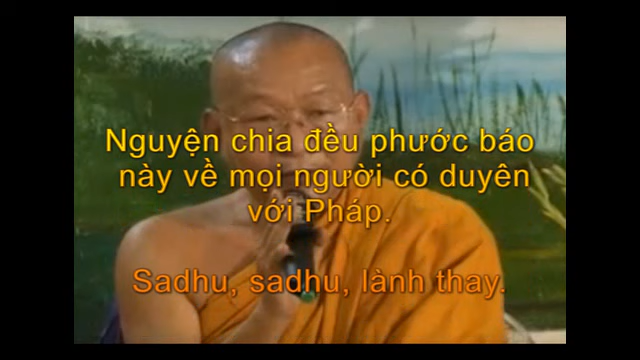 Nguyện chia đều phước báo
này về mọi người có duyên
với Pháp.
Sadhu, sadhu, lành thay.